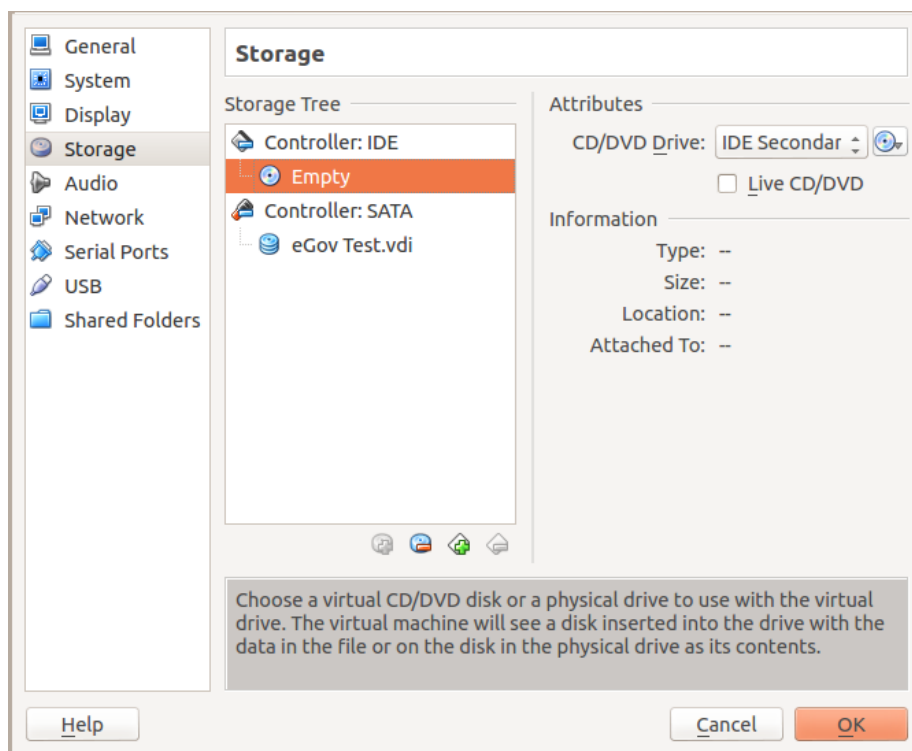 General
System
Display
Storage
Audio
Network
Serial Ports
USB
Shared Folders
Storage
Storage Tree
Controller: IDE
Empty
Controller: SATA
eGov Test.vdi
Attributes
CD/DVD Drive: IDE Secondar
Live CD/DVD
Information
Type: --
Size: --
Location: --
Attached To: --
Choose a virtual CD/DVD disk or a physical drive to use with the virtual
drive. The virtual machine will see a disk inserted into the drive with the
data in the file or on the disk in the physical drive as its contents.
Help
Cancel
OK